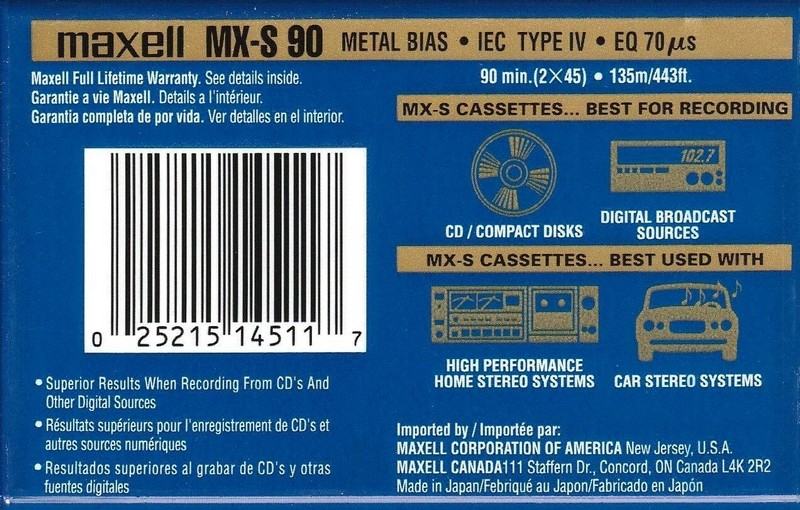 maxell MX-S 90 METAL BIAS • IEC TYPE IV • EQ 70 µs
Maxell Full Lifetime Warranty. See details inside.
Garantie a vie Maxell. Details a l'intérieur.
Garantia completa de por vida. Ver detalles en el interior.
90 min.(2×45) • 135m/443ft.
MX-S CASSETTES... BEST FOR RECORDING
102.7
CD / COMPACT DISKS
DIGITAL BROADCAST
SOURCES
MX-S CASSETTES... BEST USED WITH
HIGH PERFORMANCE
HOME STEREO SYSTEMS
CAR STEREO SYSTEMS
0 25215 14511 7
• Superior Results When Recording From CD's And
Other Digital Sources
• Résultats supérieurs pour l'enregistrement de CD's et
autres sources numériques
• Resultados superiores al grabar de CD's y otras
fuentes digitales
Imported by / Importée par:
MAXELL CORPORATION OF AMERICA New Jersey, U.S.A.
MAXELL CANADA111 Staffern Dr., Concord, ON Canada L4K 2R2
Made in Japan/Febriqué au Japon/Fabricado en Japón